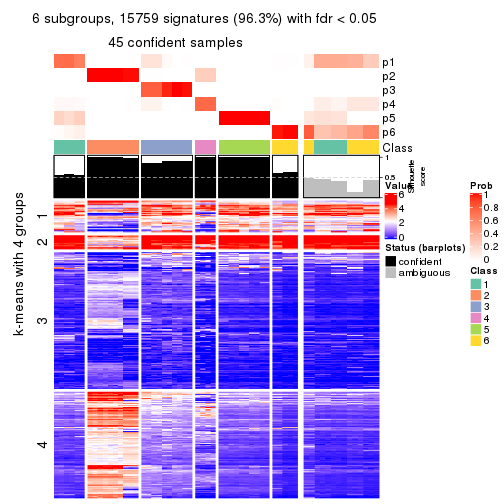 6 subgroups, 15759 signatures (96.3%) with fdr < 0.05
45 confident samples
p1
p2
p3
p4
p5
p6
Class
1
0.5
0
Silhouette
score
k-means with 4 groups
1
2
3
4
Value
6
4
2
0
Status (barplots)
confident
ambiguous
Prob
1
0.8
0.6
0.4
0.2
0
Class
1
2
3
4
5
6